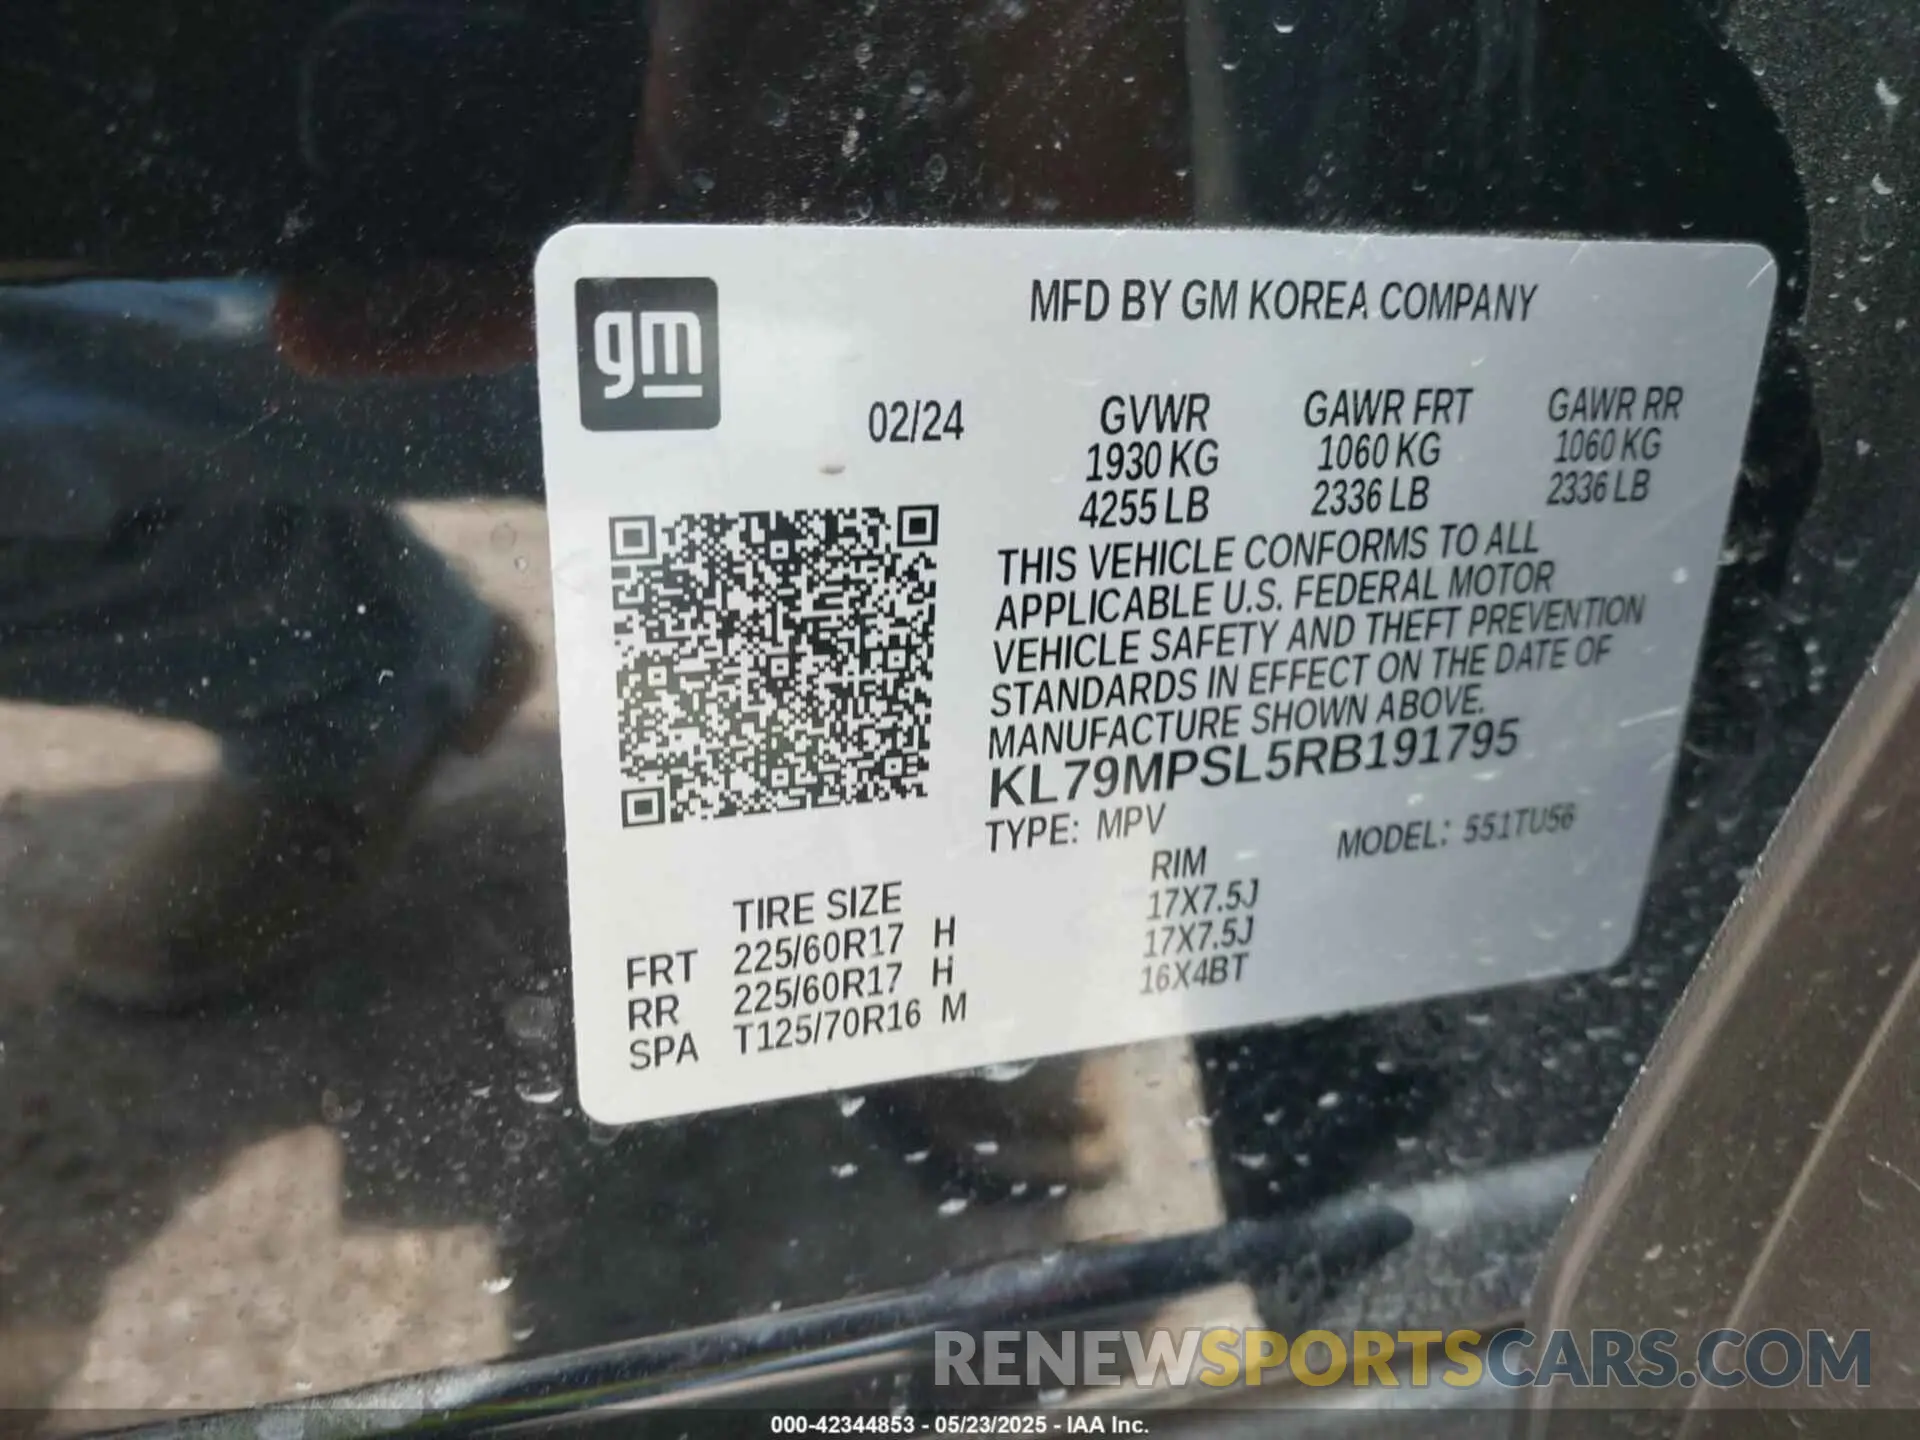 gm
MFD BY GM KOREA COMPANY
02/24
GVWR GAWR FRT GAWR RR
1930 KG 1060 KG 1060 KG
4255 LB 2336 LB 2336 LB
THIS VEHICLE CONFORMS TO ALL
APPLICABLE U.S. FEDERAL MOTOR
VEHICLE SAFETY AND THEFT PREVENTION
STANDARDS IN EFFECT ON THE DATE OF
MANUFACTURE SHOWN ABOVE.
KL79MPSL5RB191795
TYPE: MPV MODEL: 551TU56
TIRE SIZE RIM
FRT 225/60R17 H 17X7.5J
RR 225/60R17 H 17X7.5J
SPA T125/70R16 M 16X4BT
RENEWSPORTSCARS.COM
000-42344853 - 05/23/2025 - IAA Inc.